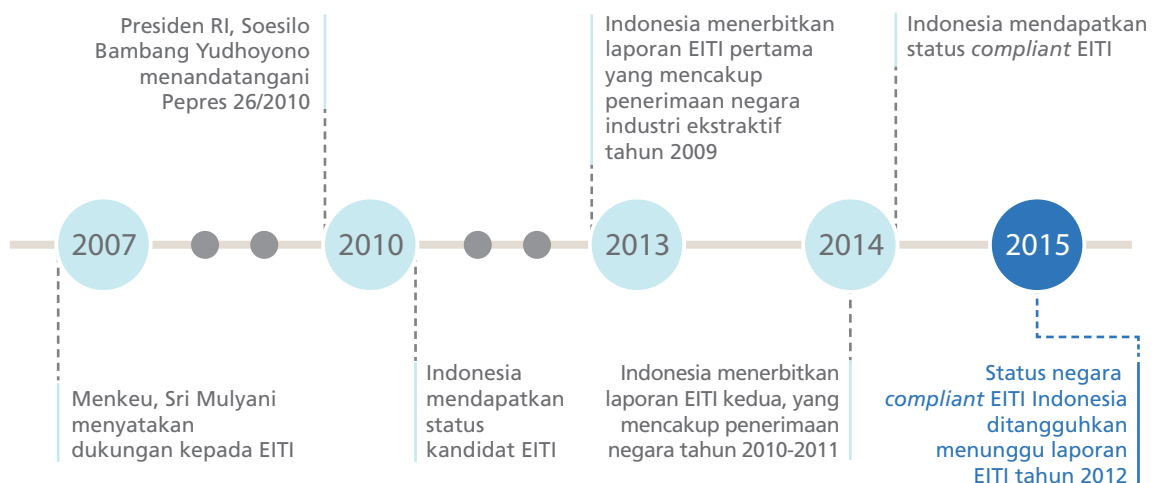 Presiden RI, Soesilo
Bambang Yudhoyono
menandatangani
Pepres 26/2010
Indonesia menerbitkan
laporan EITI pertama
yang mencakup
penerimaan negara
industri ekstraktif
tahun 2009
Indonesia mendapatkan
status compliant EITI
2007
2010
2013
2014
2015
Menkeu, Sri Mulyani
menyatakan
dukungan kepada EITI
Indonesia
mendapatkan
status
kandidat EITI
Indonesia menerbitkan
laporan EITI kedua, yang
mencakup penerimaan
negara tahun 2010-2011
Status negara
compliant EITI Indonesia
ditangguhkan
menunggu laporan
EITI tahun 2012